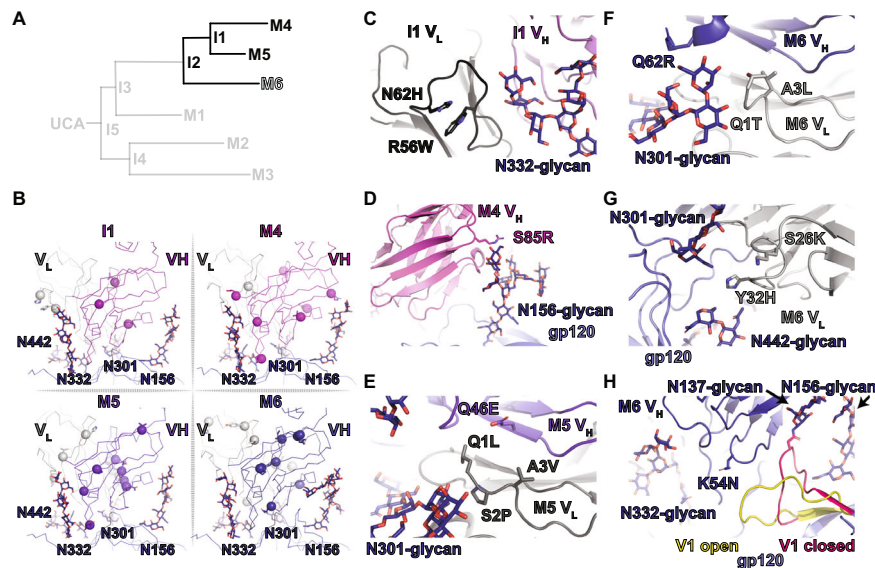 A
I1
M4
M5
I2
M6
I3
M1
UCA
I5
M2
I4
M3
B
I1
M4
VL
VH
VL
VH
N442
N301
N301
N332
N156
N332
N156
M5
M6
VL
VH
VL
VH
N442
N301
N301
N332
N156
N332
N156
C
I1 VL
I1 VH
N62H
R56W
N332-glycan
D
M4 VH
S85R
N156-glycan
gp120
E
Q46E
M5 VH
Q1L
A3V
S2P
M5 VL
N301-glycan
F
M6 VH
Q62R
A3L
Q1T
M6 VL
N301-glycan
G
N301-glycan
S26K
Y32H
M6 VL
gp120
N442-glycan
H
N137-glycan
N156-glycan
M6 VH
K54N
N332-glycan
V1 open
V1 closed
gp120